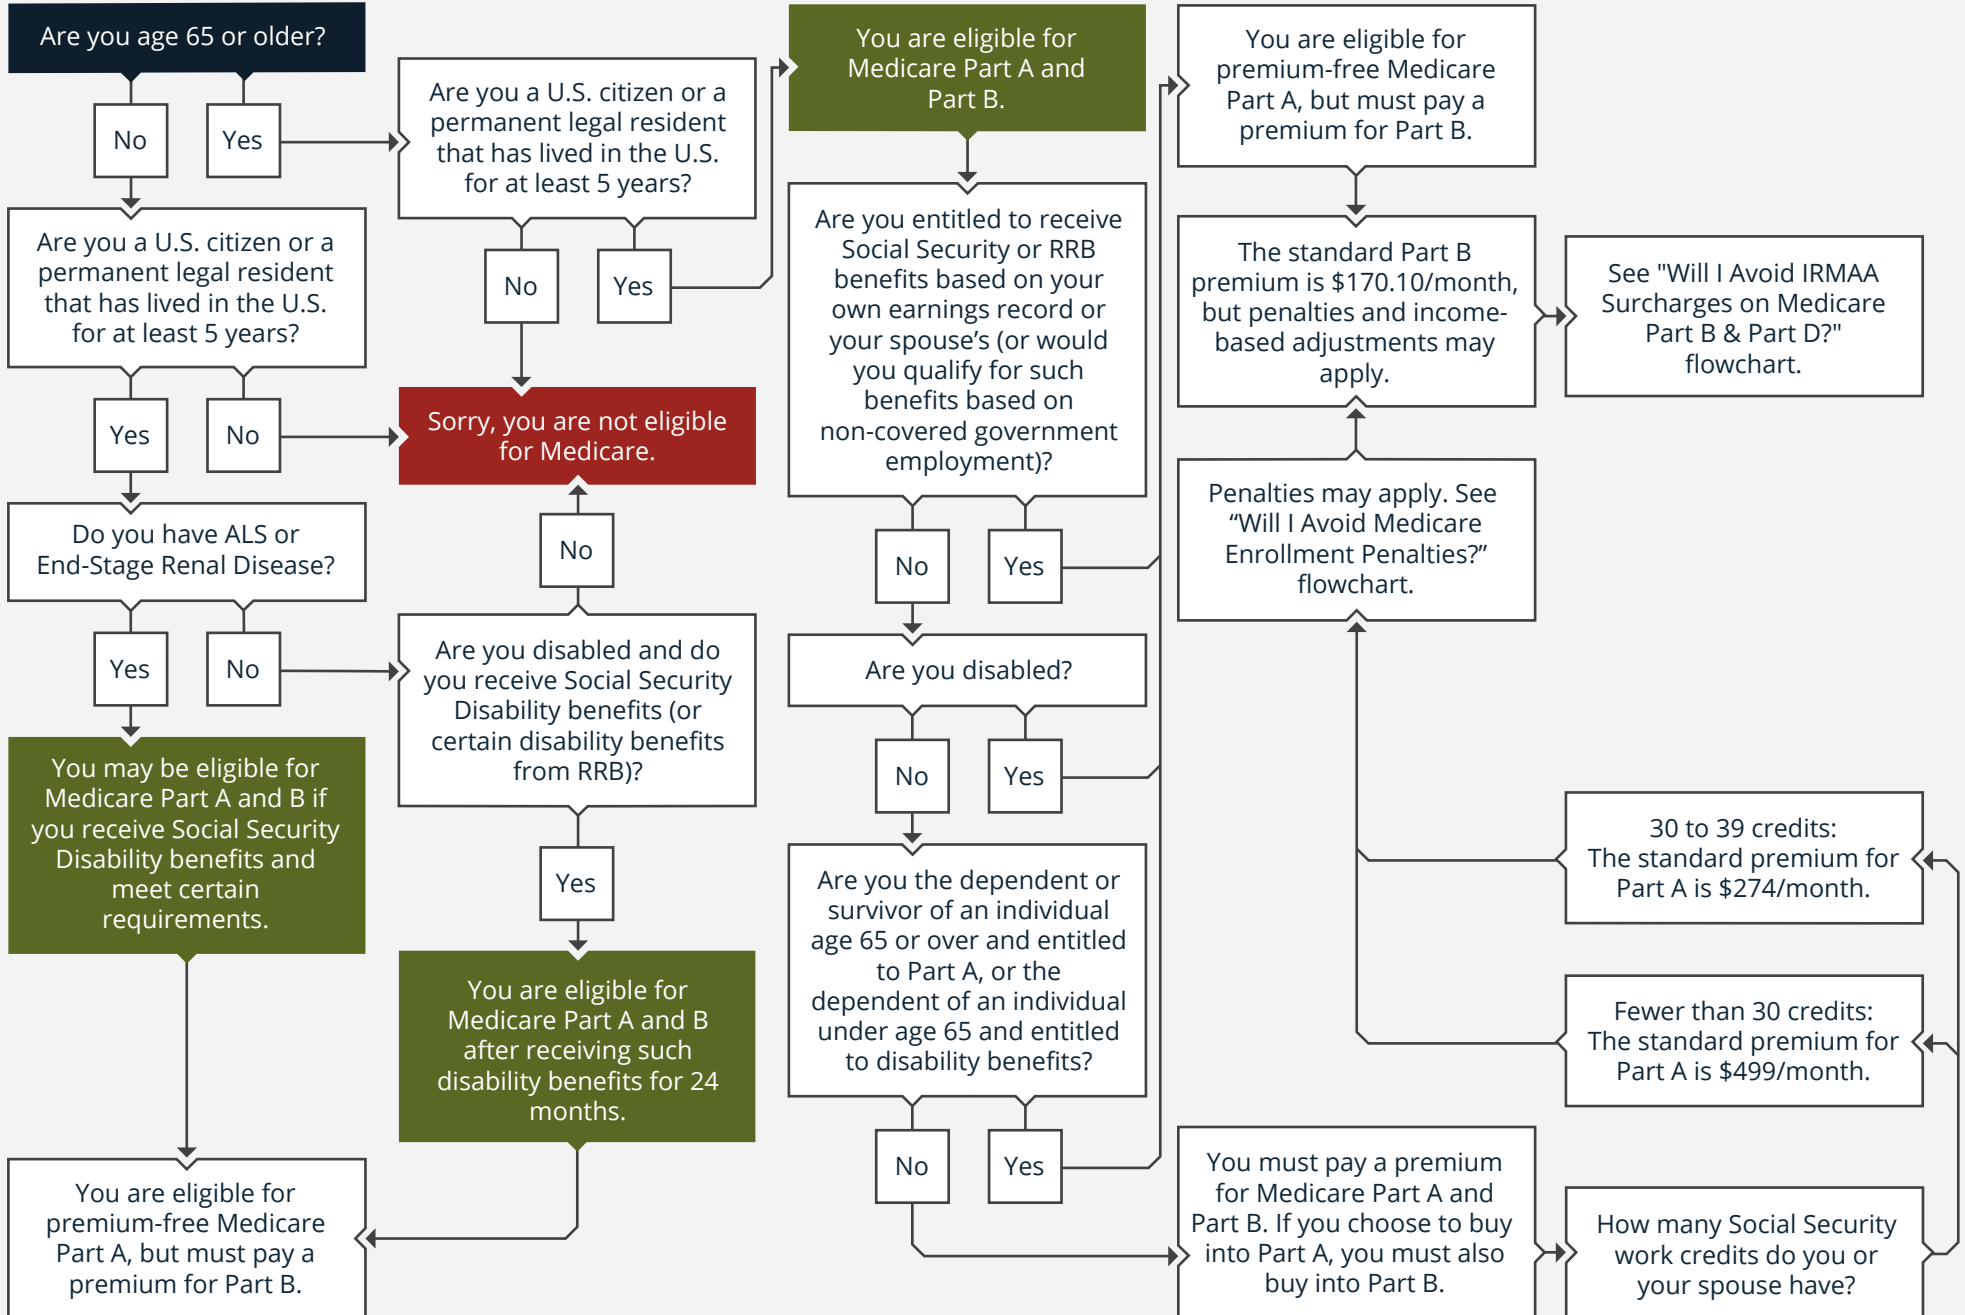 Are you age 65 or older?
No
Yes
Are you a U.S. citizen or a
permanent legal resident
that has lived in the U.S.
for at least 5 years?
Yes
No
Do you have ALS or
End-Stage Renal Disease?
Yes
No
You may be eligible for
Medicare Part A and B if
you receive Social Security
Disability benefits and
meet certain
requirements.
You are eligible for
premium-free Medicare
Part A, but must pay a
premium for Part B.
Are you a U.S. citizen or a
permanent legal resident
that has lived in the U.S.
for at least 5 years?
No
Yes
Sorry, you are not eligible
for Medicare.
No
Are you disabled and do
you receive Social Security
Disability benefits (or
certain disability benefits
from RRB)?
Yes
You are eligible for
Medicare Part A and B
after receiving such
disability benefits for 24
months.
You are eligible for
Medicare Part A and
Part B.
Are you entitled to receive
Social Security or RRB
benefits based on your
own earnings record or
your spouse’s (or would
you qualify for such
benefits based on
non-covered government
employment)?
No
Yes
Are you disabled?
No
Yes
Are you the dependent or
survivor of an individual
age 65 or over and entitled
to Part A, or the
dependent of an individual
under age 65 and entitled
to disability benefits?
No
Yes
You are eligible for
premium-free Medicare
Part A, but must pay a
premium for Part B.
The standard Part B
premium is $170.10/month,
but penalties and income-
based adjustments may
apply.
See "Will I Avoid IRMAA
Surcharges on Medicare
Part B & Part D?"
flowchart.
Penalties may apply. See
“Will I Avoid Medicare
Enrollment Penalties?”
flowchart.
30 to 39 credits:
The standard premium for
Part A is $274/month.
Fewer than 30 credits:
The standard premium for
Part A is $499/month.
You must pay a premium
for Medicare Part A and
Part B. If you choose to buy
into Part A, you must also
buy into Part B.
How many Social Security
work credits do you or
your spouse have?